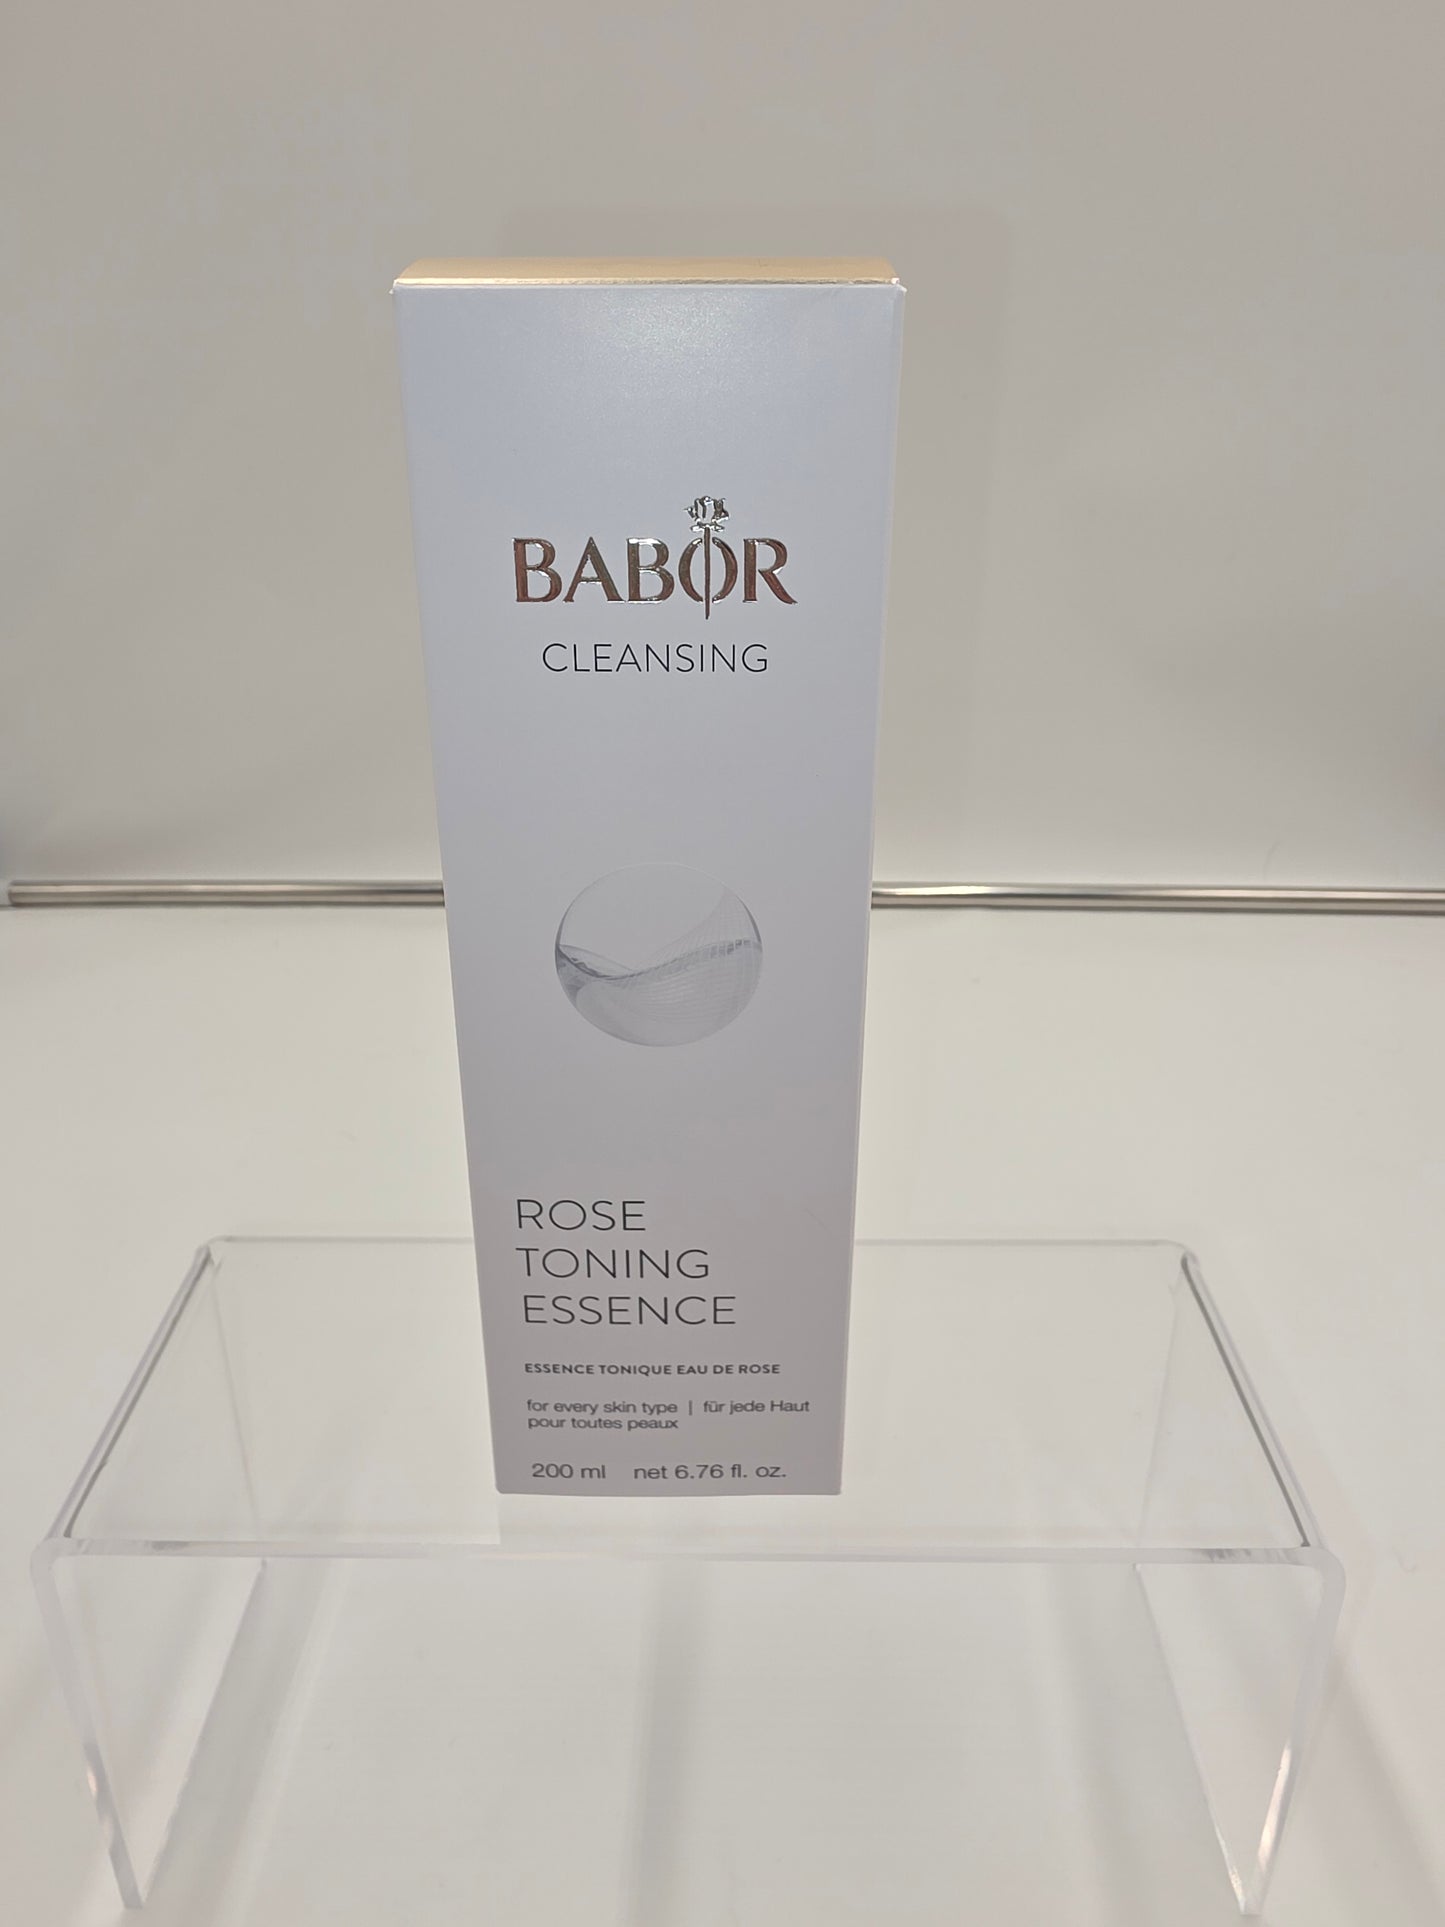 BABOR
CLEANSING
ROSE
TONING
ESSENCE
ESSENCE TONIQUE EAU DE ROSE
for every skin type | für jede Haut
pour toutes peaux
200 ml net 6.76 fl. oz.